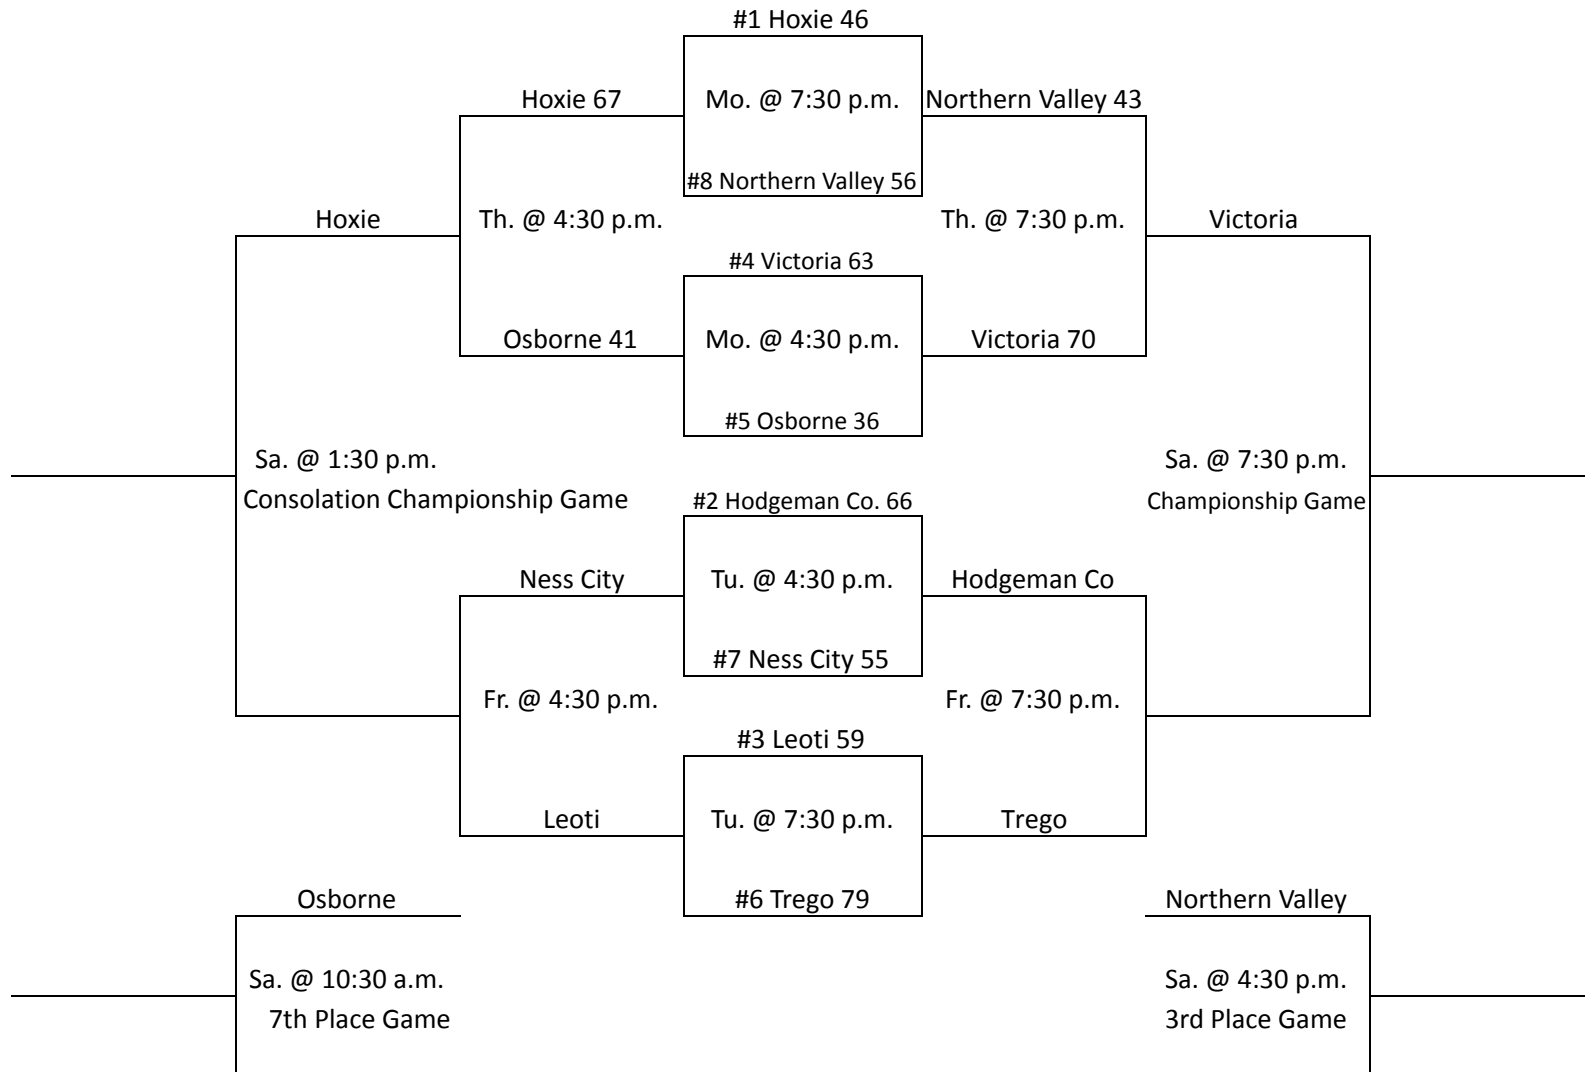 #1 Hoxie 46
Hoxie 67
Mo. @ 7:30 p.m.
Northern Valley 43
#8 Northern Valley 56
Hoxie
Th. @ 4:30 p.m.
Th. @ 7:30 p.m.
Victoria
#4 Victoria 63
Osborne 41
Mo. @ 4:30 p.m.
Victoria 70
#5 Osborne 36
Sa. @ 1:30 p.m.
Consolation Championship Game
Sa. @ 7:30 p.m.
Championship Game
#2 Hodgeman Co. 66
Ness City
Tu. @ 4:30 p.m.
Hodgeman Co
#7 Ness City 55
Fr. @ 4:30 p.m.
Fr. @ 7:30 p.m.
#3 Leoti 59
Leoti
Tu. @ 7:30 p.m.
Trego
#6 Trego 79
Osborne
Northern Valley
Sa. @ 10:30 a.m.
7th Place Game
Sa. @ 4:30 p.m.
3rd Place Game